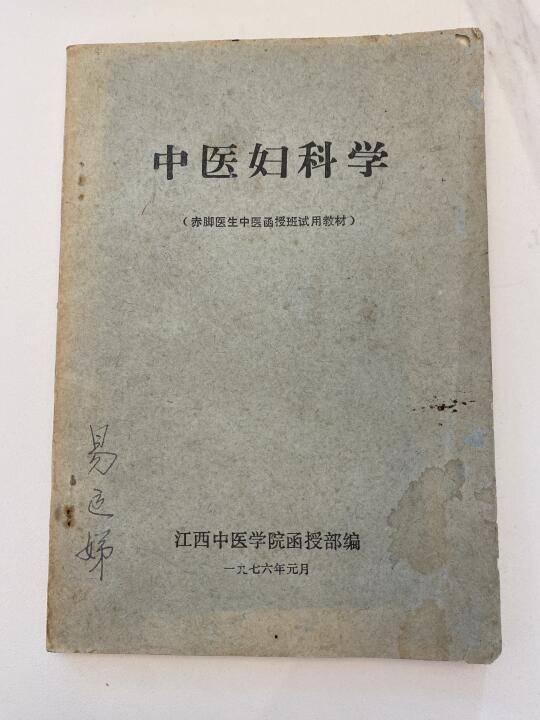 中医妇科学
（赤脚医生中医函授班试用教材）
易运娣
江西中医学院函授部编
一九七六年元月